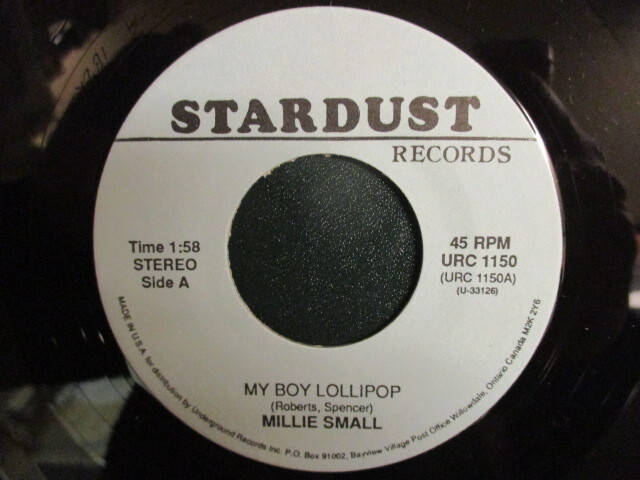 STARDUST
RECORDS
Time 1:58
STEREO
Side A
45 RPM
URC 1150
(URC 1150A)
(U-33126)
MY BOY LOLLIPOP
(Roberts, Spencer)
MILLIE SMALL
MADE IN U.S.A. for distribution by Underground Records Inc. P.O. Box 91002, Bayview Village Post Office Willowdale, Ontario Canada M2K 2Y6